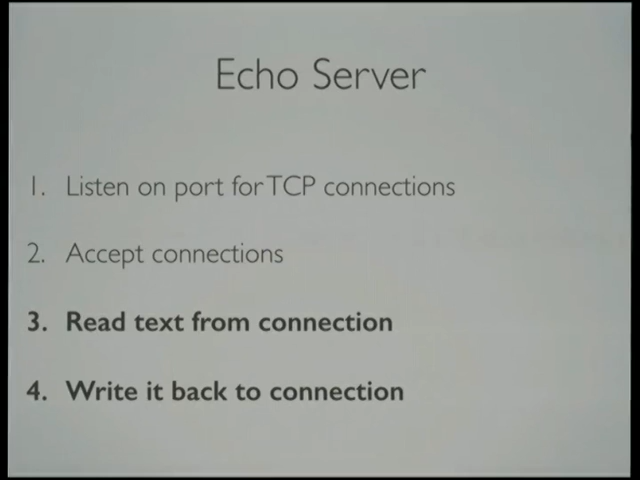 Echo Server
1. Listen on port for TCP connections
2. Accept connections
3. Read text from connection
4. Write it back to connection